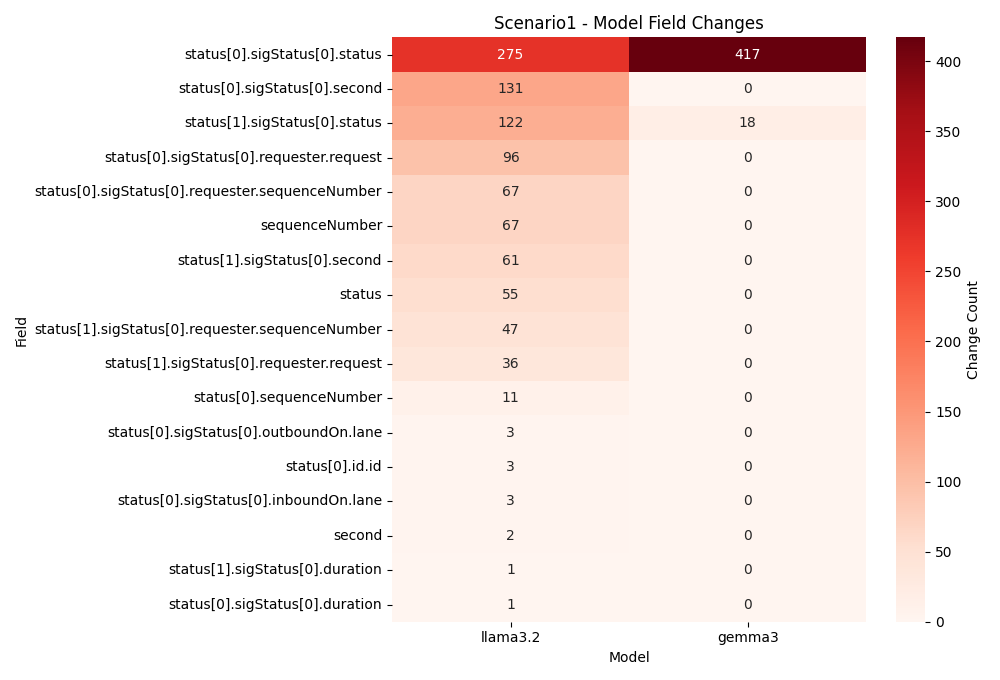 Scenario1 - Model Field Changes
status[0].sigStatus[0].status 275 417
status[0].sigStatus[0].second 131 0
status[1].sigStatus[0].status 122 18
status[0].sigStatus[0].requester.request 96 0
status[0].sigStatus[0].requester.sequenceNumber 67 0
sequenceNumber 67 0
status[1].sigStatus[0].second 61 0
status 55 0
status[1].sigStatus[0].requester.sequenceNumber 47 0
status[1].sigStatus[0].requester.request 36 0
status[0].sequenceNumber 11 0
status[0].sigStatus[0].outboundOn.lane 3 0
status[0].id.id 3 0
status[0].sigStatus[0].inboundOn.lane 3 0
second 2 0
status[1].sigStatus[0].duration 1 0
status[0].sigStatus[0].duration 1 0
llama3.2 gemma3
Model
Field
400
350
300
250
200
150
100
50
0
Change Count